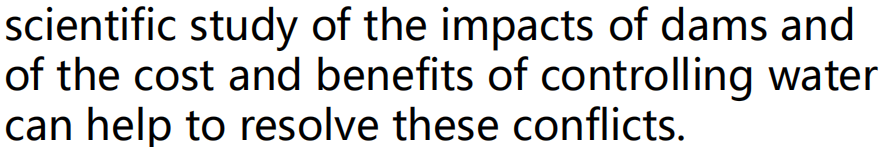 scientific study of the impacts of dams and
of the cost and benefits of controlling water
can help to resolve these conflicts.